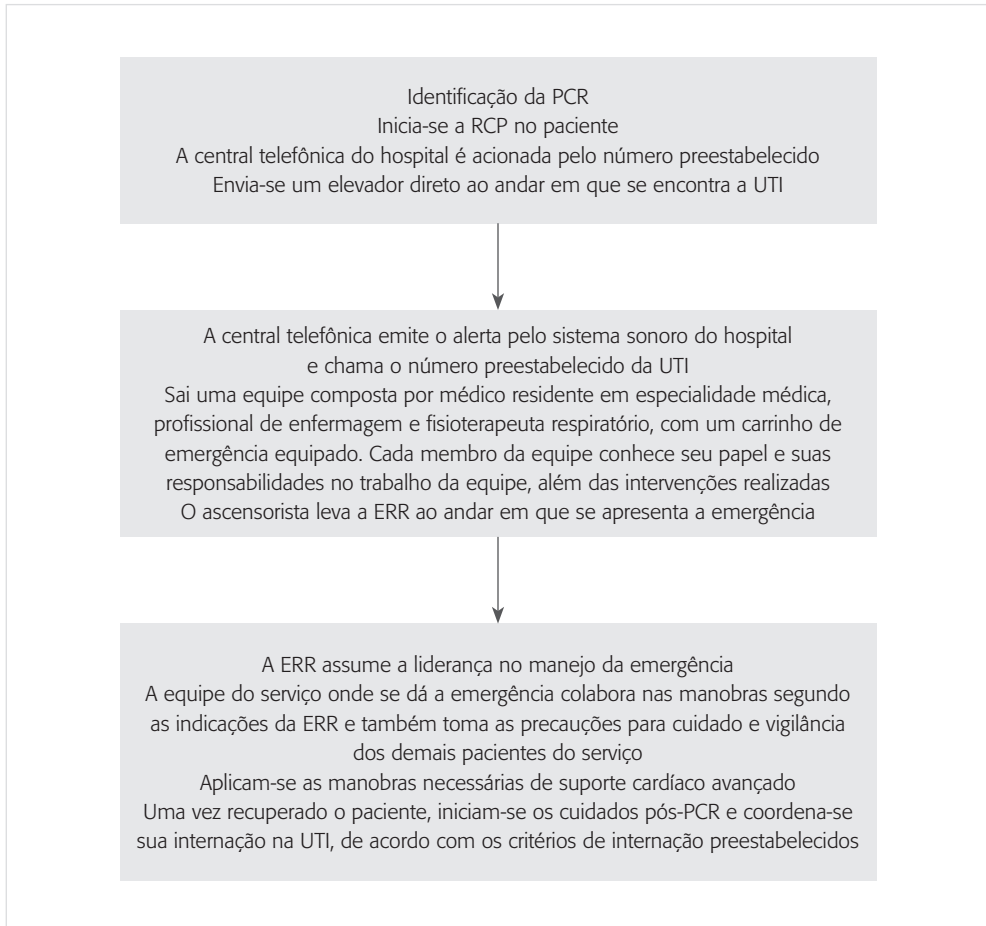 Identificação da PCR
Inicia-se a RCP no paciente
A central telefônica do hospital é acionada pelo número preestabelecido
Envia-se um elevador direto ao andar em que se encontra a UTI
A central telefônica emite o alerta pelo sistema sonoro do hospital
e chama o número preestabelecido da UTI
Sai uma equipe composta por médico residente em especialidade médica,
profissional de enfermagem e fisioterapeuta respiratório, com um carrinho de
emergência equipado. Cada membro da equipe conhece seu papel e suas
responsabilidades no trabalho da equipe, além das intervenções realizadas
O ascensorista leva a ERR ao andar em que se apresenta a emergência
A ERR assume a liderança no manejo da emergência
A equipe do serviço onde se dá a emergência colabora nas manobras segundo
as indicações da ERR e também toma as precauções para cuidado e vigilância
dos demais pacientes do serviço
Aplicam-se as manobras necessárias de suporte cardíaco avançado
Uma vez recuperado o paciente, iniciam-se os cuidados pós-PCR e coordena-se
sua internação na UTI, de acordo com os critérios de internação preestabelecidos